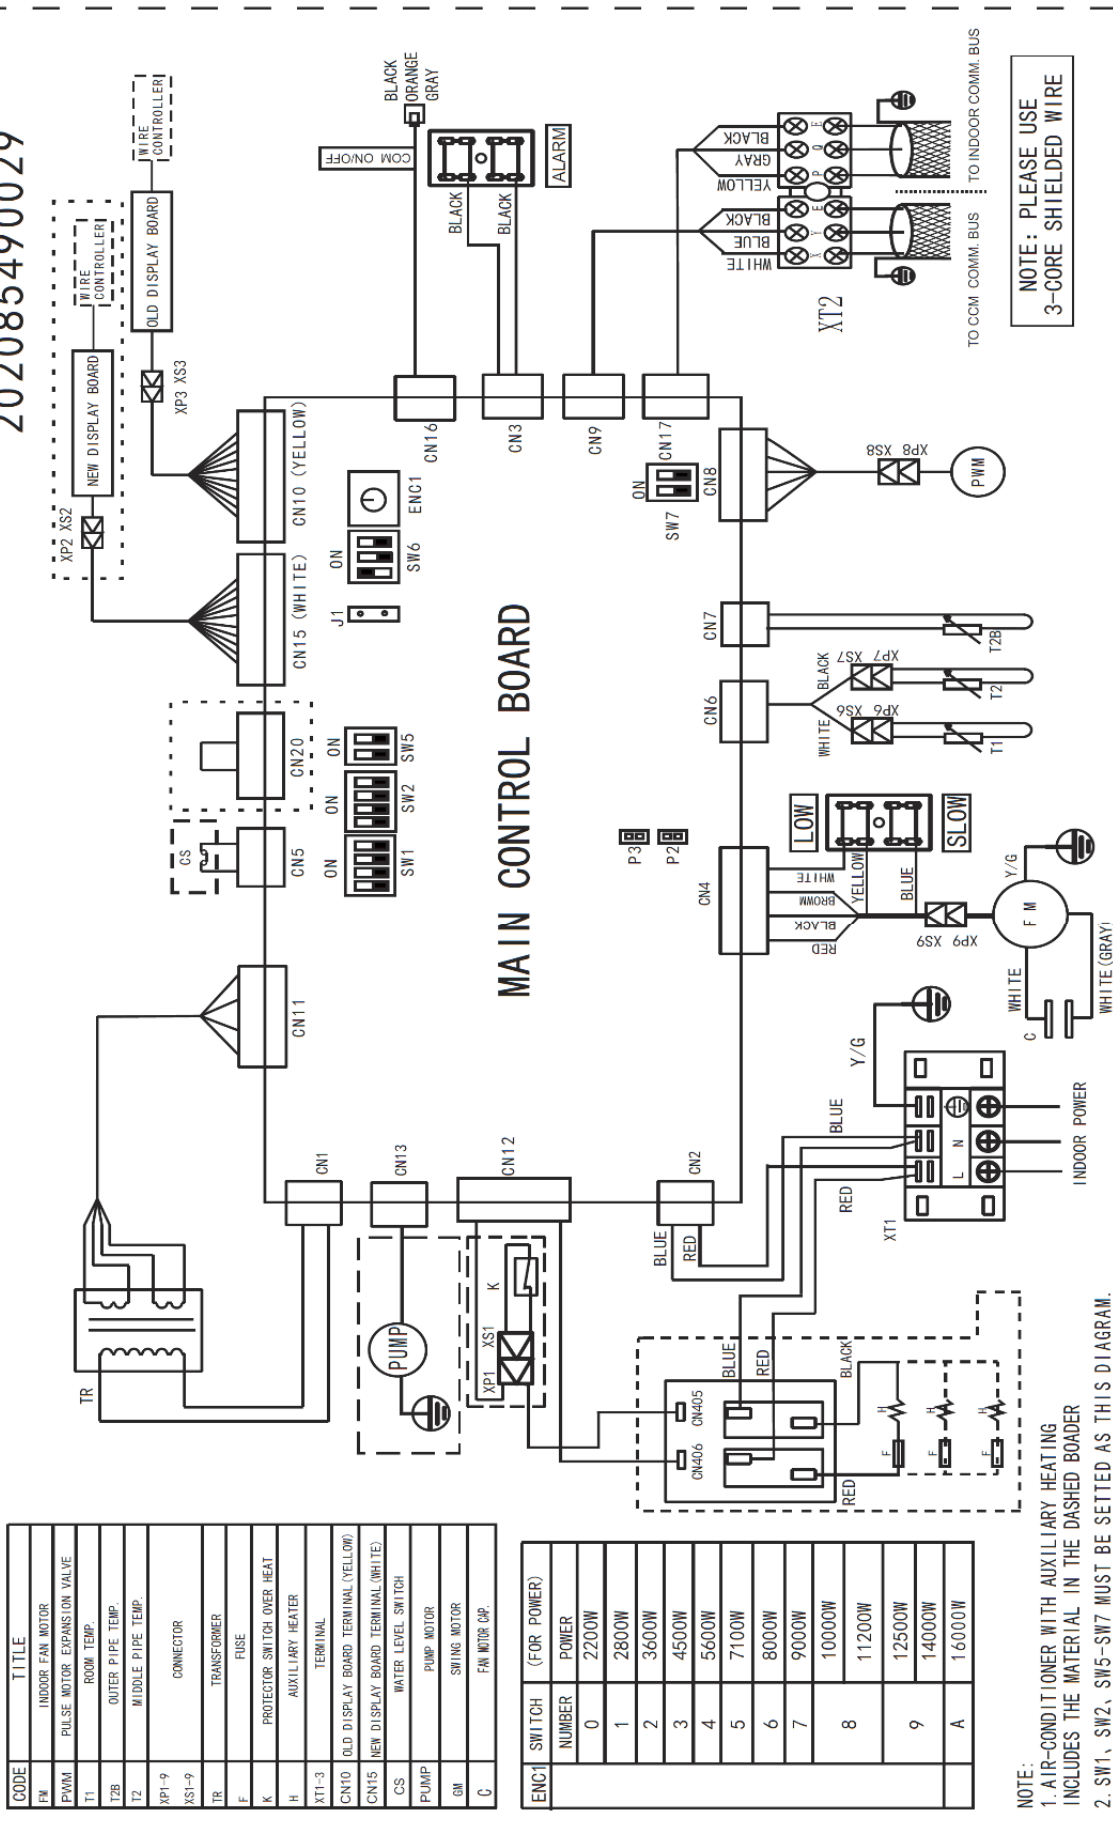 202085490029
WIRE
CONTROLLER
OLD DISPLAY BOARD
XP3 XS3
WIRE
CONTROLLER
NEW DISPLAY BOARD
XP2 XS2
CN10 (YELLOW)
CN15 (WHITE)
CN20
CS
CN5
CN11
BLACK
ORANGE
GRAY
COM ON/OFF
ALARM
BLACK
BLACK
CN16
CN3
CN9
CN17
BLACK
GRAY
YELLOW
BLACK
BLUE
WHITE
E
Q
P
E
Y
X
XT2
TO INDOOR COMM. BUS
TO CCM COMM. BUS
NOTE: PLEASE USE
3-CORE SHIELDED WIRE
ENC1
ON
SW6
J1
ON
SW5
ON
SW2
ON
SW1
ON
SW7
CN8
XS8 XP8
PWM
MAIN CONTROL BOARD
CN7
T2B
CN6
BLACK
XS7 XP7
T2
WHITE
XS6 XP6
T1
P3
P2
CN4
LOW
SLOW
WHITE
BROWM
BLACK
RED
YELLOW
BLUE
XS9 XP9
Y/G
F M
WHITE
WHITE(GRAY)
C
Y/G
TR
CN1
CN13
PUMP
CN12
K
XP1 XS1
CN2
BLUE
RED
BLUE
RED
XT1
L
N
INDOOR POWER
CN405
CN406
BLUE
RED
BLACK
RED
H
H
H
F
F
F
CODE TITLE
FM INDOOR FAN MOTOR
PWM PULSE MOTOR EXPANSION VALVE
T1 ROOM TEMP.
T2B OUTER PIPE TEMP.
T2 MIDDLE PIPE TEMP.
XP1-9
XS1-9 CONNECTOR
TR TRANSFORMER
F FUSE
K PROTECTOR SWITCH OVER HEAT
H AUXILIARY HEATER
XT1-3 TERMINAL
CN10 OLD DISPLAY BOARD TERMINAL(YELLOW)
CN15 NEW DISPLAY BOARD TERMINAL(WHITE)
CS WATER LEVEL SWITCH
PUMP PUMP MOTOR
GM SWING MOTOR
C FAN MOTOR CAP.
ENC1 SWITCH (FOR POWER)
NUMBER POWER
0 2200W
1 2800W
2 3600W
3 4500W
4 5600W
5 7100W
6 8000W
7 9000W
8 10000W
11200W
9 12500W
14000W
A 16000W
NOTE:
1. AIR-CONDITIONER WITH AUXILIARY HEATING
INCLUDES THE MATERIAL IN THE DASHED BOADER
2. SW1、SW2、SW5-SW7 MUST BE SETTED AS THIS DIAGRAM.